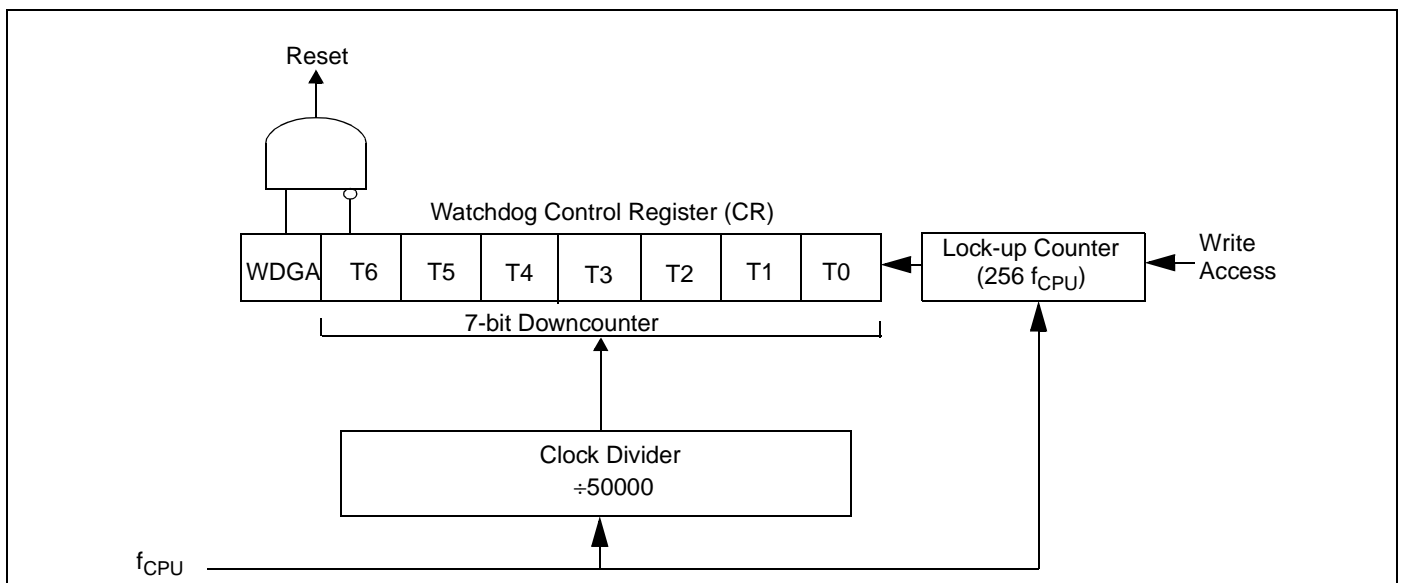 Reset
Watchdog Control Register (CR)
WDGA T6 T5 T4 T3 T2 T1 T0
7-bit Downcounter
Lock-up Counter
(256 fCPU)
Write
Access
Clock Divider
÷50000
fCPU